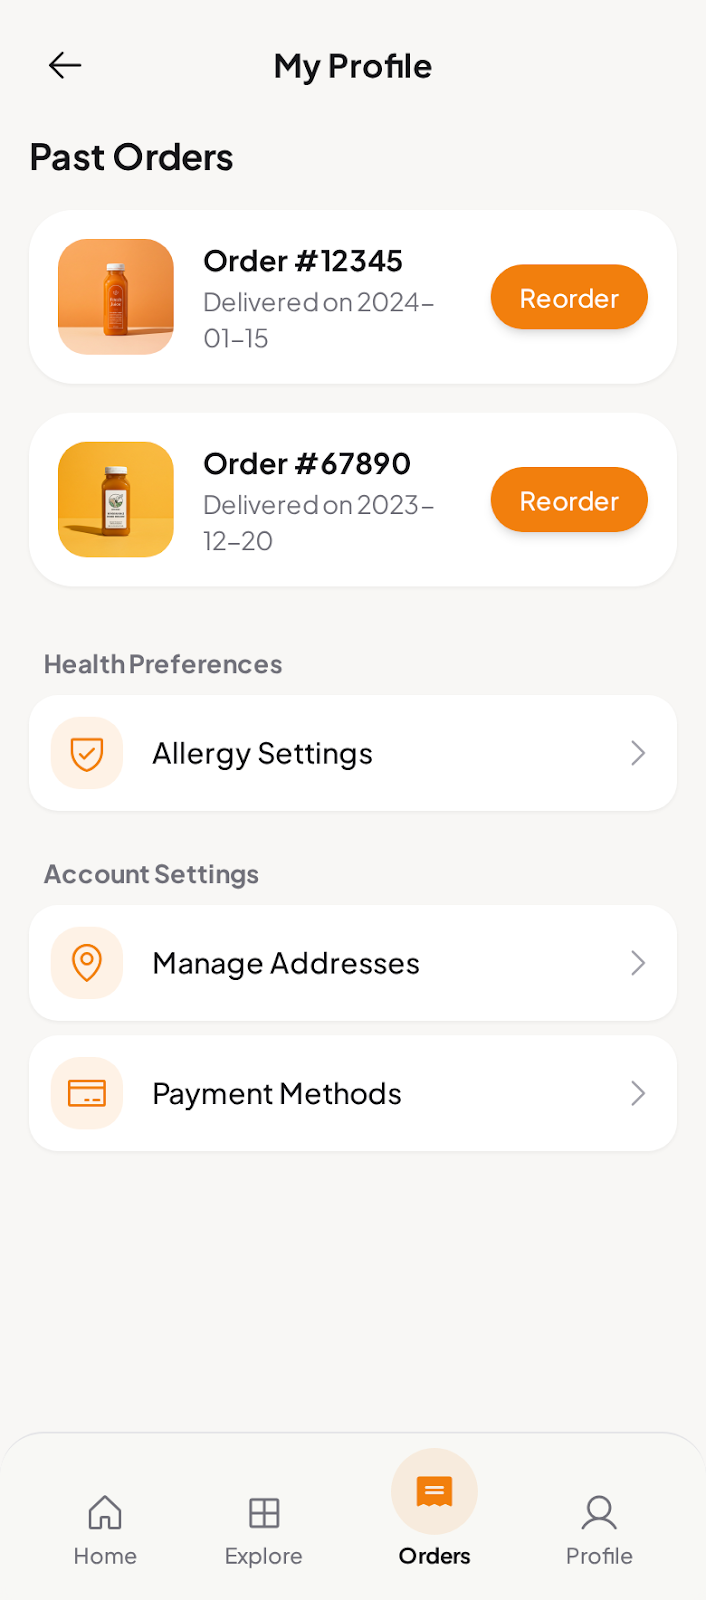 My Profile
Past Orders
Order #12345
Delivered on 2024-
01-15
Reorder
Order #67890
Delivered on 2023-
12-20
Reorder
Health Preferences
Allergy Settings
Account Settings
Manage Addresses
Payment Methods
Home
Explore
Orders
Profile